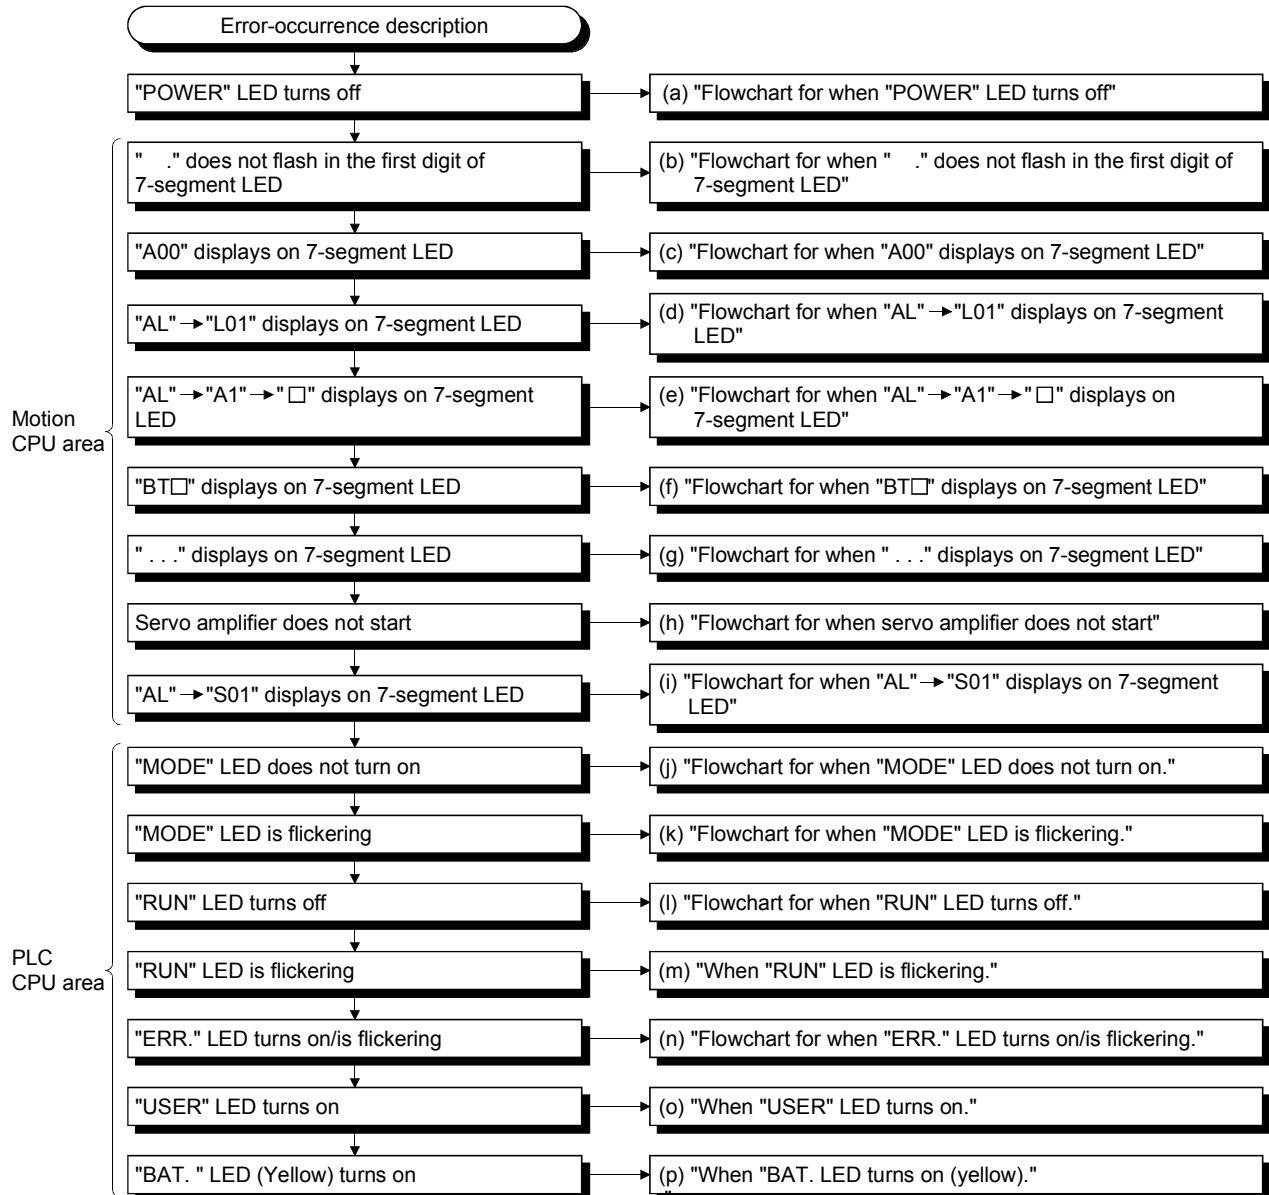 Error-occurrence description
"POWER" LED turns off
(a) "Flowchart for when "POWER" LED turns off"
Motion
CPU area
" ." does not flash in the first digit of
7-segment LED
(b) "Flowchart for when " ." does not flash in the first digit of
7-segment LED"
"A00" displays on 7-segment LED
(c) "Flowchart for when "A00" displays on 7-segment LED"
"AL"→"L01" displays on 7-segment LED
(d) "Flowchart for when "AL"→"L01" displays on 7-segment
LED"
"AL"→"A1"→"□" displays on 7-segment
LED
(e) "Flowchart for when "AL"→"A1"→"□" displays on
7-segment LED"
"BT□" displays on 7-segment LED
(f) "Flowchart for when "BT□" displays on 7-segment LED"
" . . ." displays on 7-segment LED
(g) "Flowchart for when " . . ." displays on 7-segment LED"
Servo amplifier does not start
(h) "Flowchart for when servo amplifier does not start"
"AL"→"S01" displays on 7-segment LED
(i) "Flowchart for when "AL"→"S01" displays on 7-segment
LED"
PLC
CPU area
"MODE" LED does not turn on
(j) "Flowchart for when "MODE" LED does not turn on."
"MODE" LED is flickering
(k) "Flowchart for when "MODE" LED is flickering."
"RUN" LED turns off
(l) "Flowchart for when "RUN" LED turns off."
"RUN" LED is flickering
(m) "When "RUN" LED is flickering."
"ERR." LED turns on/is flickering
(n) "Flowchart for when "ERR." LED turns on/is flickering."
"USER" LED turns on
(o) "When "USER" LED turns on."
"BAT. " LED (Yellow) turns on
(p) "When "BAT. LED turns on (yellow)."
"